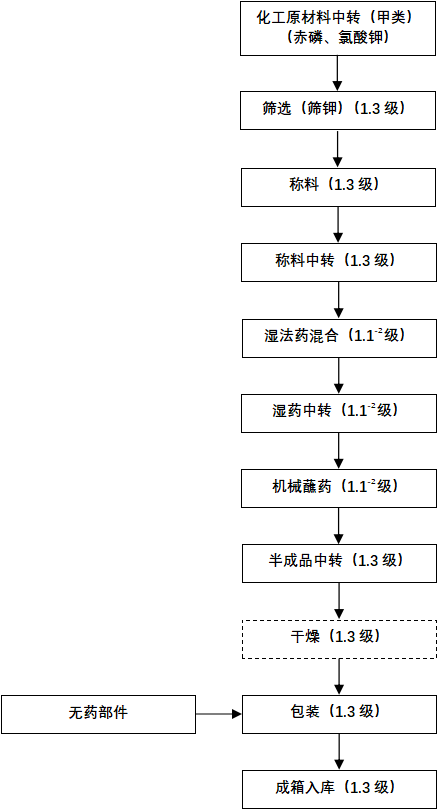 化工原材料中转（甲类）
（赤磷、氯酸钾）
筛选（筛钾）（1.3 级）
称料（1.3 级）
称料中转（1.3 级）
湿法药混合（1.1⁻²级）
湿药中转（1.1⁻²级）
机械蘸药（1.1⁻²级）
半成品中转（1.3 级）
干燥（1.3 级）
无药部件
包装（1.3 级）
成箱入库（1.3 级）